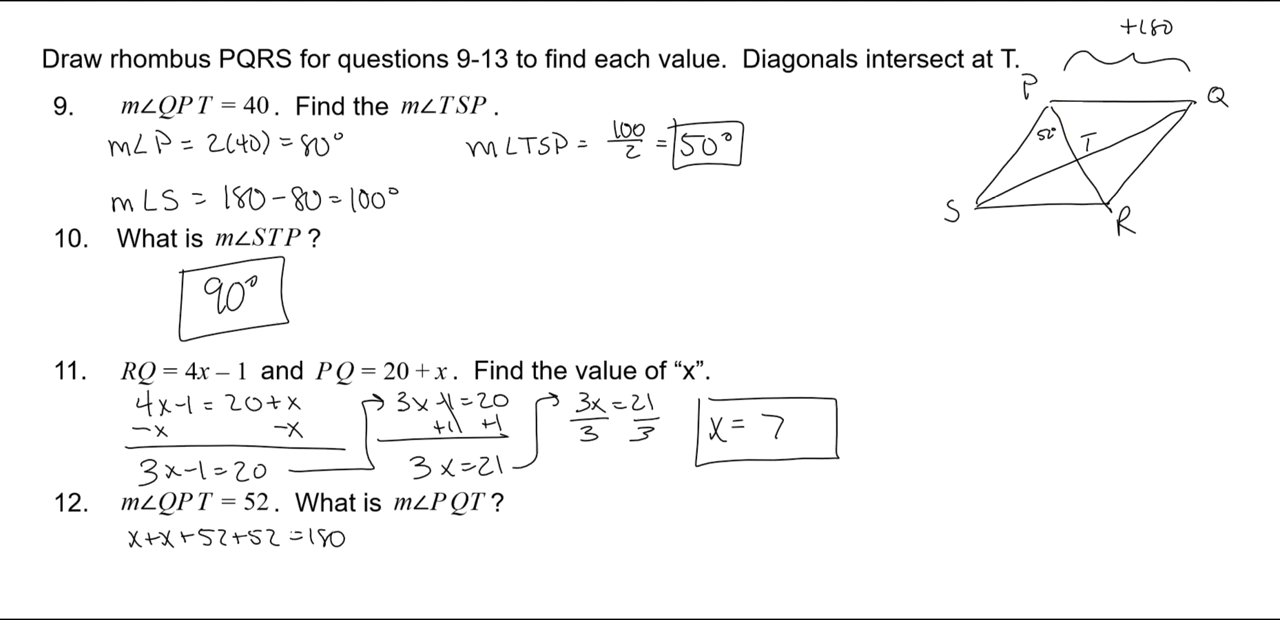 +180
Draw rhombus PQRS for questions 9-13 to find each value. Diagonals intersect at T.
P
Q
52°
T
S
R
9. m∠QPT = 40. Find the m∠TSP.
m∠P = 2(40) = 80°
m∠TSP = 100/2 = 50°
m∠S = 180 - 80 = 100°
10. What is m∠STP?
90°
11. RQ = 4x – 1 and PQ = 20 + x. Find the value of “x”.
4x-1 = 20+x
-x -x
3x-1=20
3x-1=20
+1 +1
3x=21
3x=21
3 3
x = 7
12. m∠QPT = 52. What is m∠PQT?
x+x+52+52=180